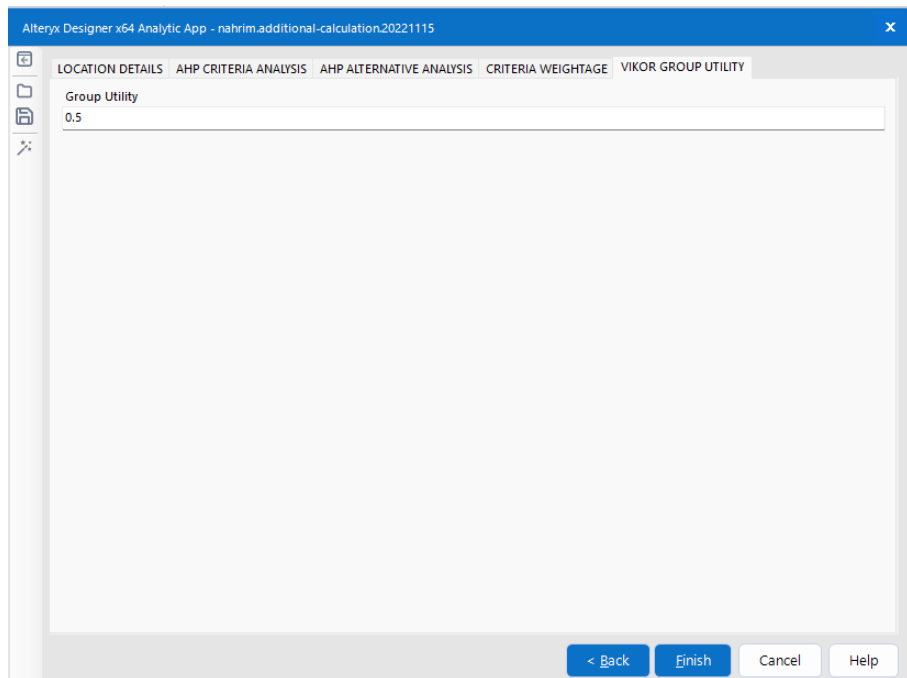 Alteryx Designer x64 Analytic App - nahrim.additional-calculation.20221115
LOCATION DETAILS AHP CRITERIA ANALYSIS AHP ALTERNATIVE ANALYSIS CRITERIA WEIGHTAGE VIKOR GROUP UTILITY
Group Utility
0.5
< Back Finish Cancel Help